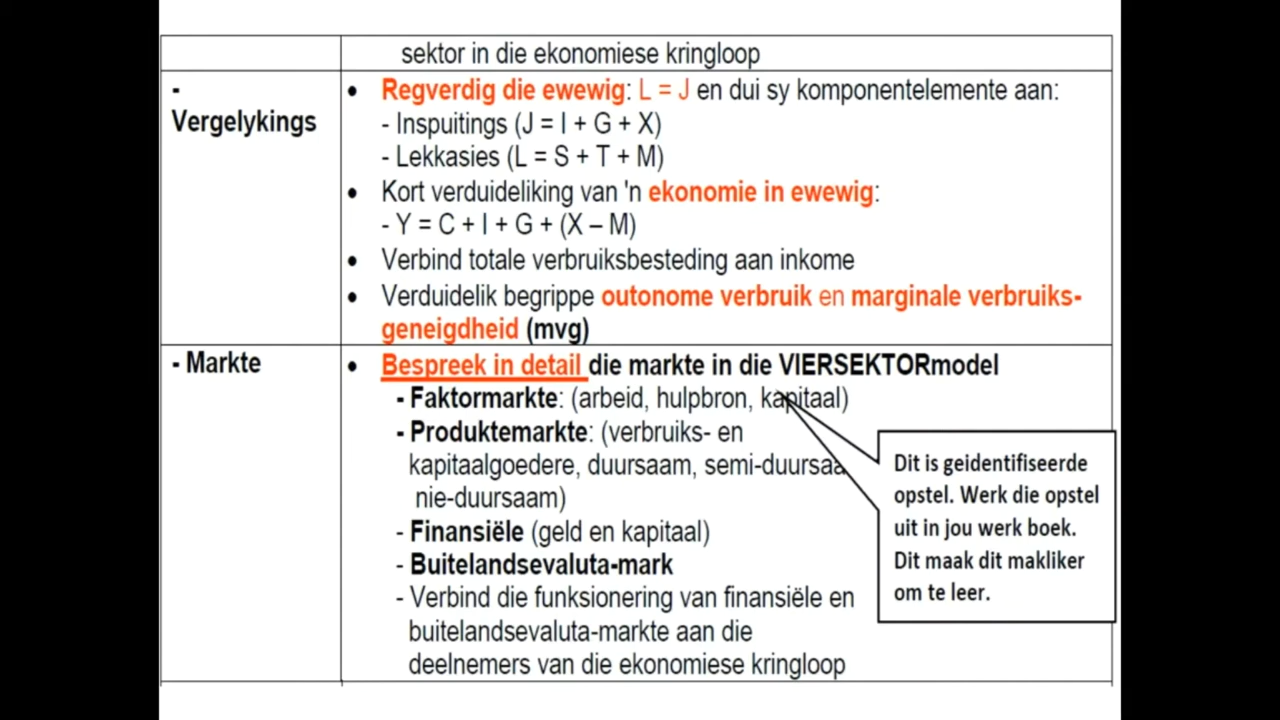 sektor in die ekonomiese kringloop
-
Vergelykings
• Regverdig die ewewig: L = J en dui sy komponentelemente aan:
- Inspuitings (J = I + G + X)
- Lekkasies (L = S + T + M)
• Kort verduideliking van 'n ekonomie in ewewig:
- Y = C + I + G + (X – M)
• Verbind totale verbruiksbesteding aan inkome
• Verduidelik begrippe outonome verbruik en marginale verbruiks-
geneigdheid (mvg)
- Markte
• Bespreek in detail die markte in die VIERSEKTORmodel
- Faktormarkte: (arbeid, hulpbron, kapitaal)
- Produktemarkte: (verbruiks- en
kapitaalgoedere, duursaam, semi-duursaa
nie-duursaam)
- Finansiële (geld en kapitaal)
- Buitelandsevaluta-mark
- Verbind die funksionering van finansiële en
buitelandsevaluta-markte aan die
deelnemers van die ekonomiese kringloop
Dit is geidentifiseerde
opstel. Werk die opstel
uit in jou werk boek.
Dit maak dit makliker
om te leer.